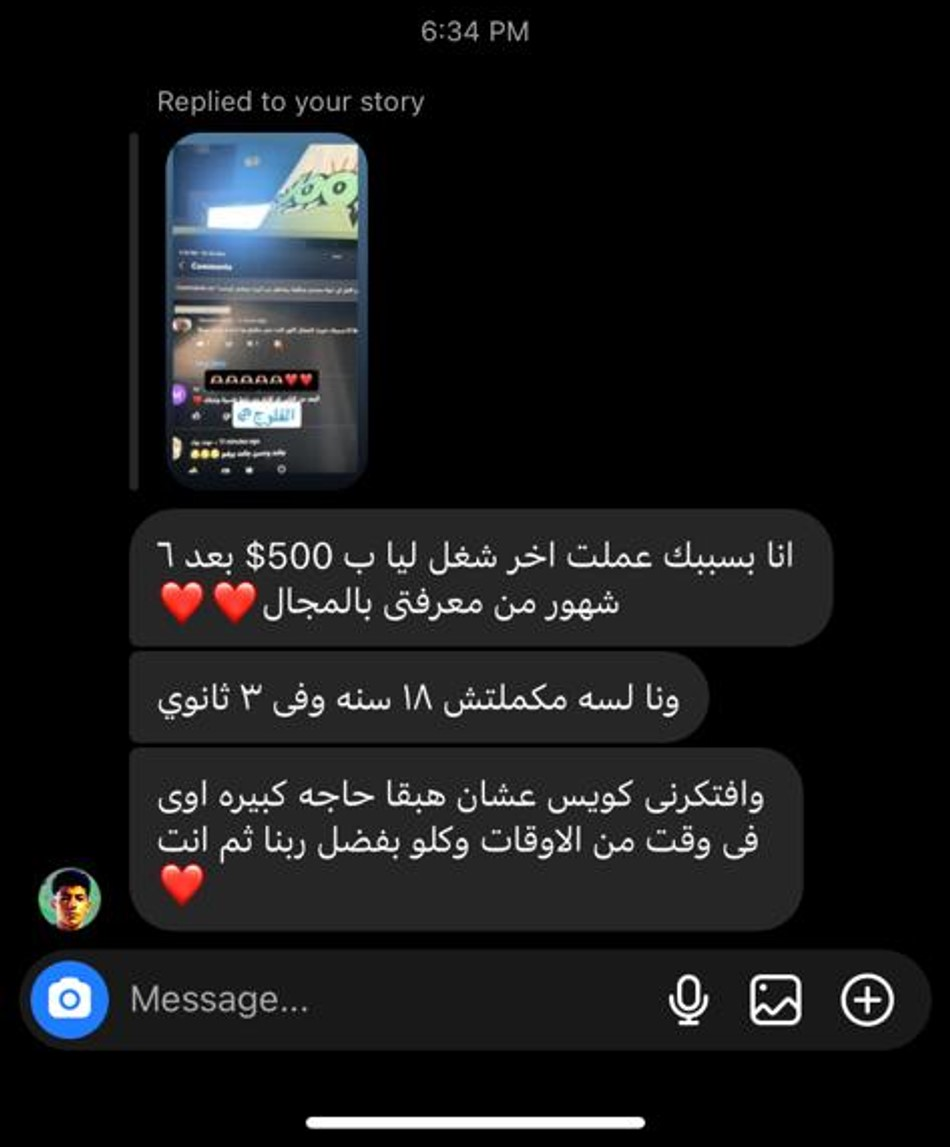 6:34 PM
Replied to your story
Comments
القلرج
انا بسببك عملت اخر شغل ليا ب 500$ بعد ٦
شهور من معرفتى بالمجال ❤️ ❤️
ونا لسه مكملتش ١٨ سنه وفى ٣ ثانوي
وافتكرنى كويس عشان هبقا حاجه كبيره اوى
فى وقت من الاوقات وكلو بفضل ربنا ثم انت
❤️
Message...